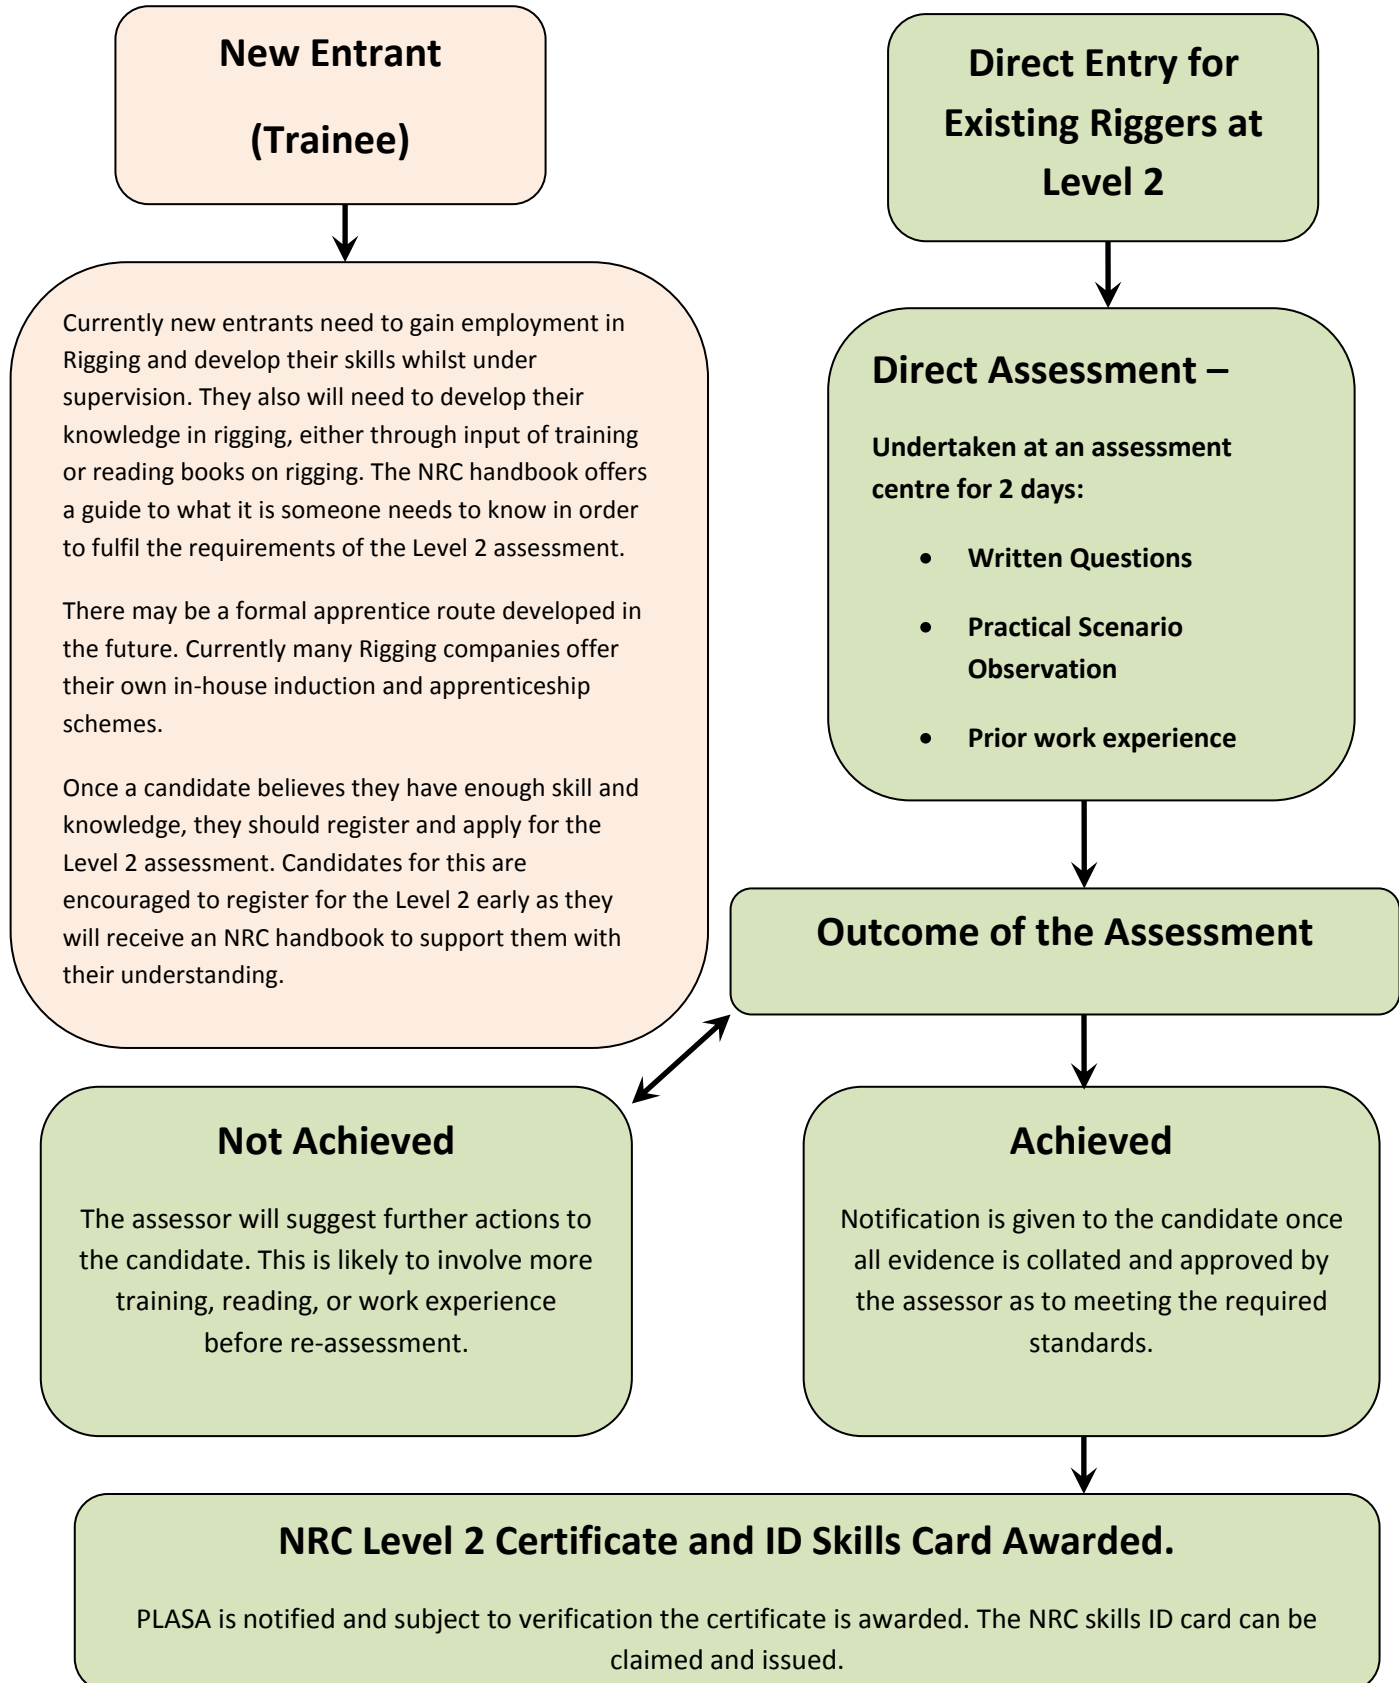 New Entrant
(Trainee)
Direct Entry for
Existing Riggers at
Level 2
Currently new entrants need to gain employment in
Rigging and develop their skills whilst under
supervision. They also will need to develop their
knowledge in rigging, either through input of training
or reading books on rigging. The NRC handbook offers
a guide to what it is someone needs to know in order
to fulfil the requirements of the Level 2 assessment.
There may be a formal apprentice route developed in
the future. Currently many Rigging companies offer
their own in-house induction and apprenticeship
schemes.
Once a candidate believes they have enough skill and
knowledge, they should register and apply for the
Level 2 assessment. Candidates for this are
encouraged to register for the Level 2 early as they
will receive an NRC handbook to support them with
their understanding.
Direct Assessment –
Undertaken at an assessment
centre for 2 days:
• Written Questions
• Practical Scenario
Observation
• Prior work experience
Outcome of the Assessment
Not Achieved
The assessor will suggest further actions to
the candidate. This is likely to involve more
training, reading, or work experience
before re-assessment.
Achieved
Notification is given to the candidate once
all evidence is collated and approved by
the assessor as to meeting the required
standards.
NRC Level 2 Certificate and ID Skills Card Awarded.
PLASA is notified and subject to verification the certificate is awarded. The NRC skills ID card can be
claimed and issued.